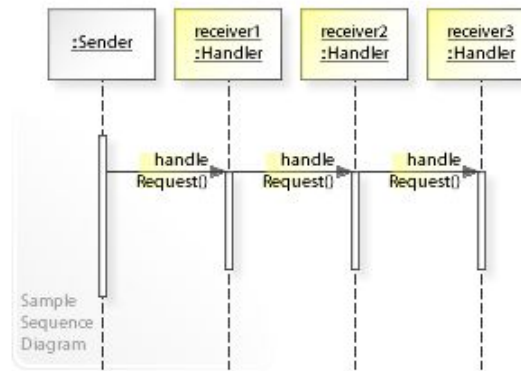 :Sender
receiver1
:Handler
receiver2
:Handler
receiver3
:Handler
handle
Request()
handle
Request()
handle
Request()
Sample
Sequence
Diagram